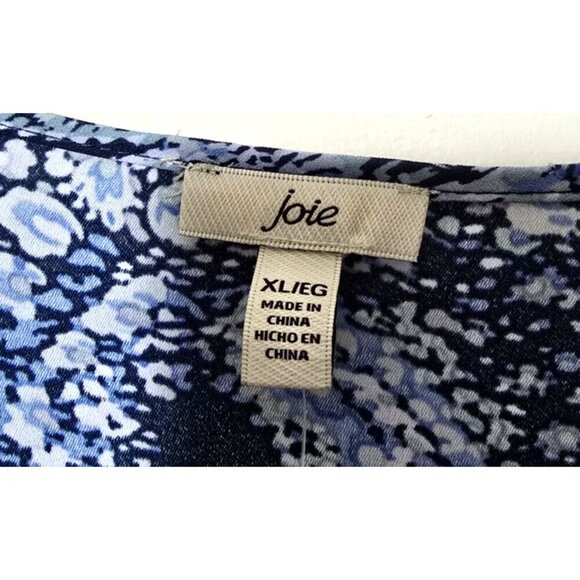 joie
XL/EG
MADE IN
CHINA
HICHO EN
CHINA